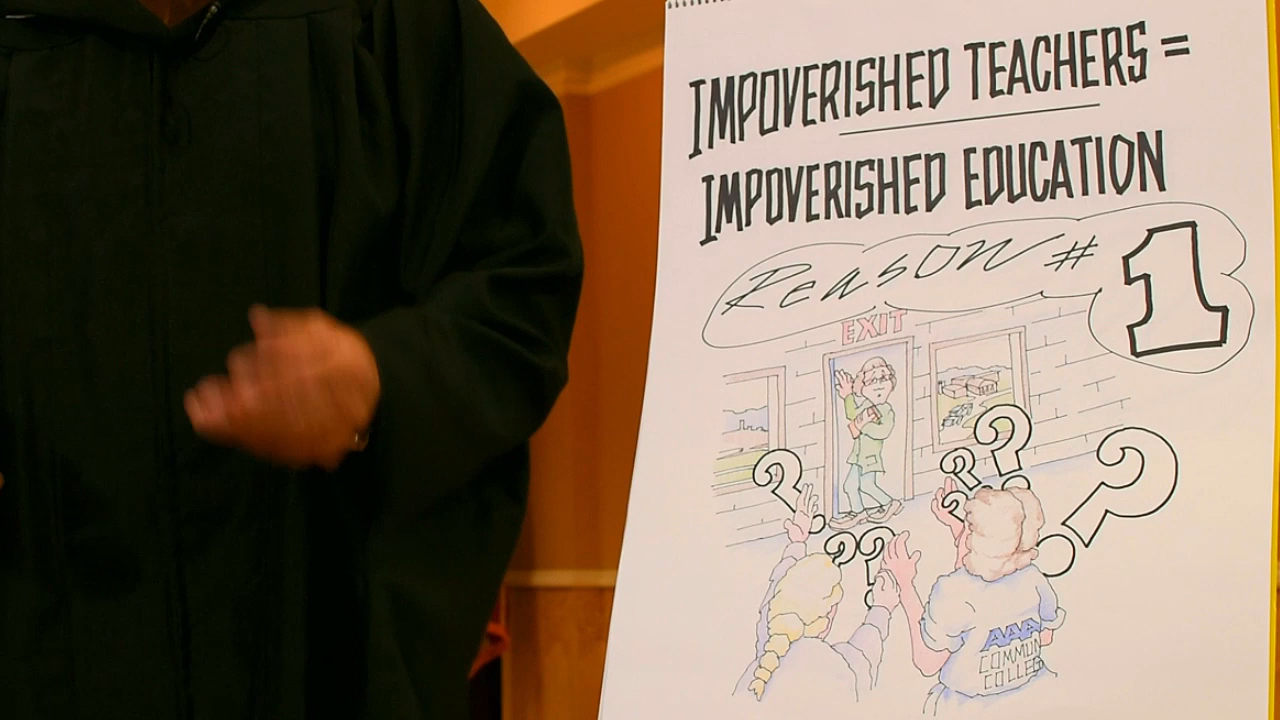 IMPOVERISHED TEACHERS =
IMPOVERISHED EDUCATION
Reason # 1
EXIT
? ? ? ? ? ? ?
AAA
COMMUN
COLLEG